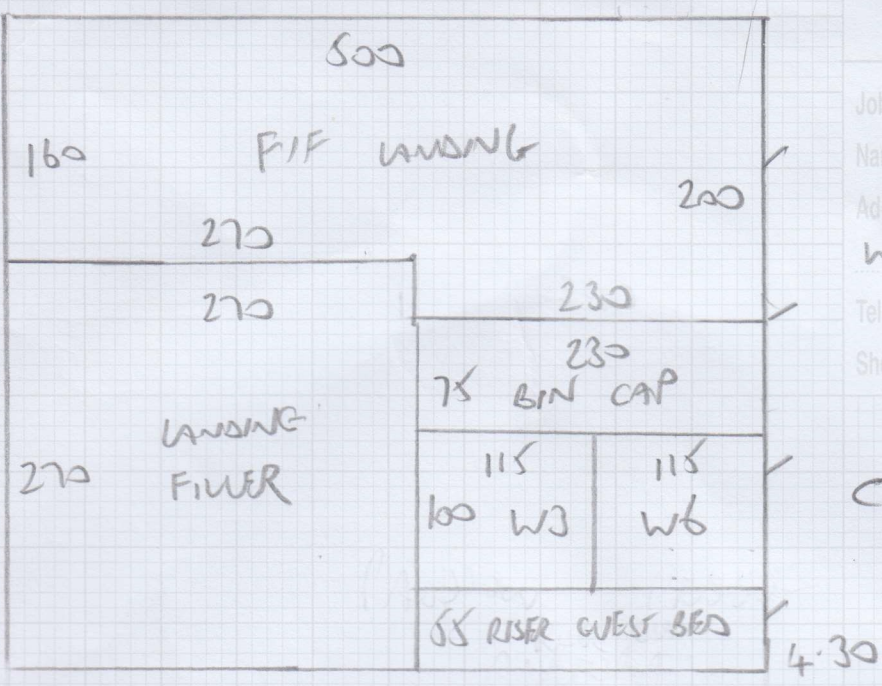 500
160 F/F LANDING
200
270
270
230
230
75 BIN CAP
LANDING
270 FILLER
115
115
100 W3
W6
55 RISER GUEST BED
4.30
Tel